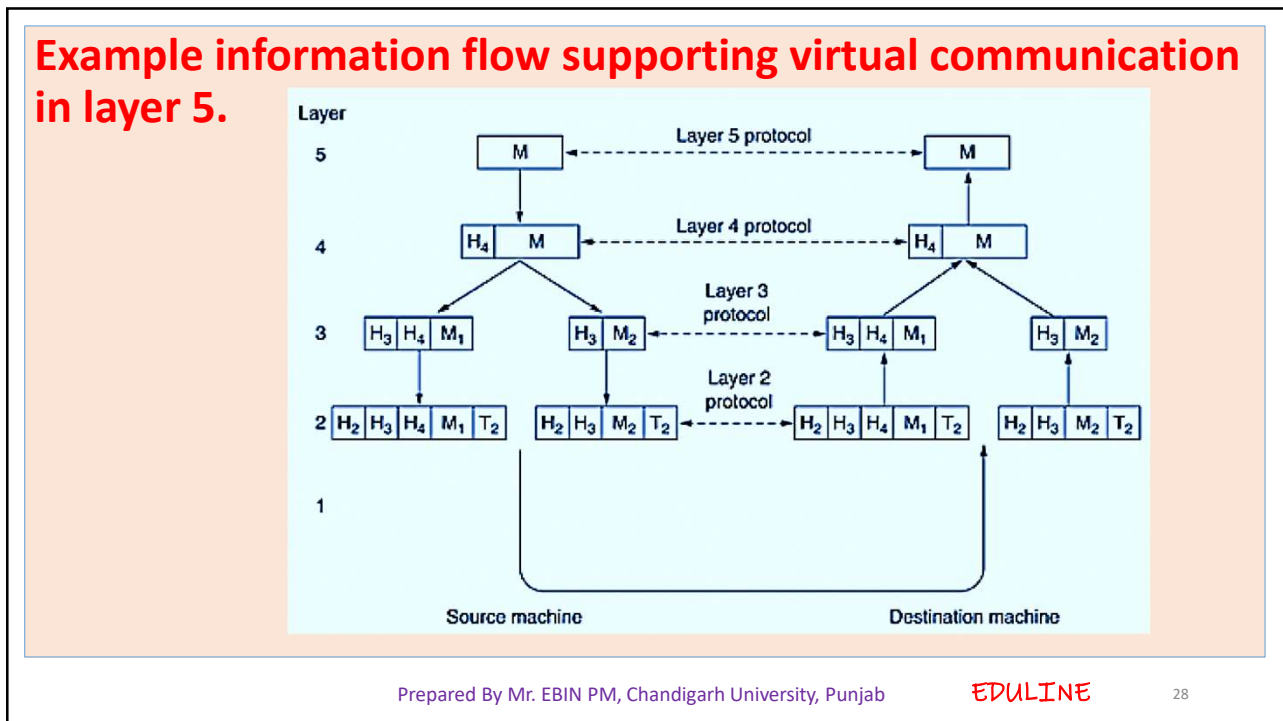 Example information flow supporting virtual communication
in layer 5.
Layer
5 M Layer 5 protocol M
4 H₄ M Layer 4 protocol H₄ M
Layer 3
protocol
3 H₃ H₄ M₁ H₃ M₂ H₃ H₄ M₁ H₃ M₂
Layer 2
protocol
2 H₂ H₃ H₄ M₁ T₂ H₂ H₃ M₂ T₂ H₂ H₃ H₄ M₁ T₂ H₂ H₃ M₂ T₂
1
Source machine Destination machine
Prepared By Mr. EBIN PM, Chandigarh University, Punjab EDULINE 28